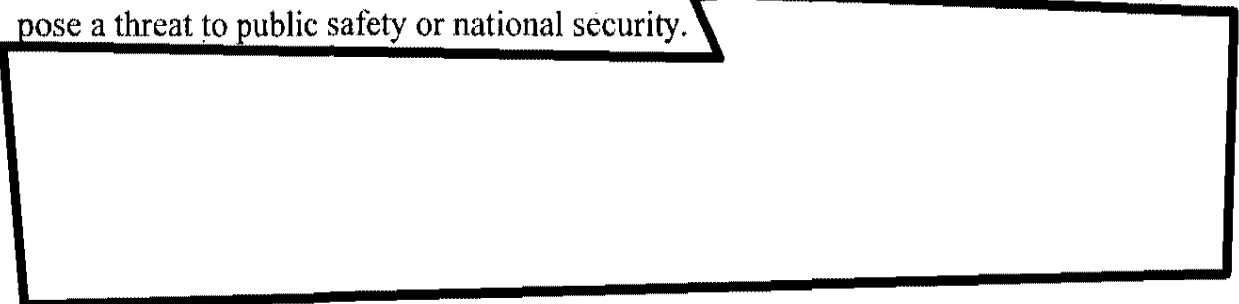 pose a threat to public safety or national security.